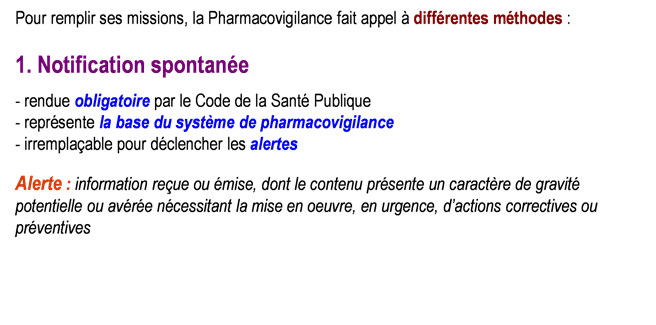 Pour remplir ses missions, la Pharmacovigilance fait appel à différentes méthodes :
1. Notification spontanée
- rendue obligatoire par le Code de la Santé Publique
- représente la base du système de pharmacovigilance
- irremplaçable pour déclencher les alertes
Alerte : information reçue ou émise, dont le contenu présente un caractère de gravité
potentielle ou avérée nécessitant la mise en oeuvre, en urgence, d'actions correctives ou
préventives